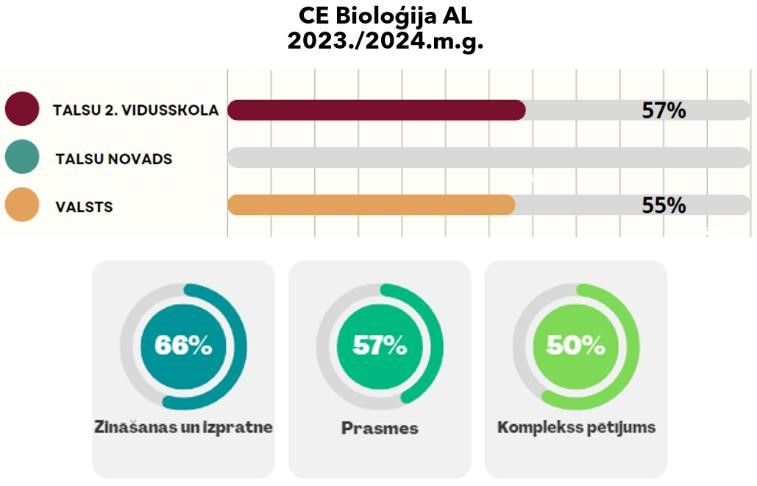 CE Bioloģija AL
2023./2024.m.g.
TALSU 2. VIDUSSKOLA
57%
TALSU NOVADS
VALSTS
55%
66%
57%
50%
Zināšanas un izpratne
Prasmes
Komplekss pētījums